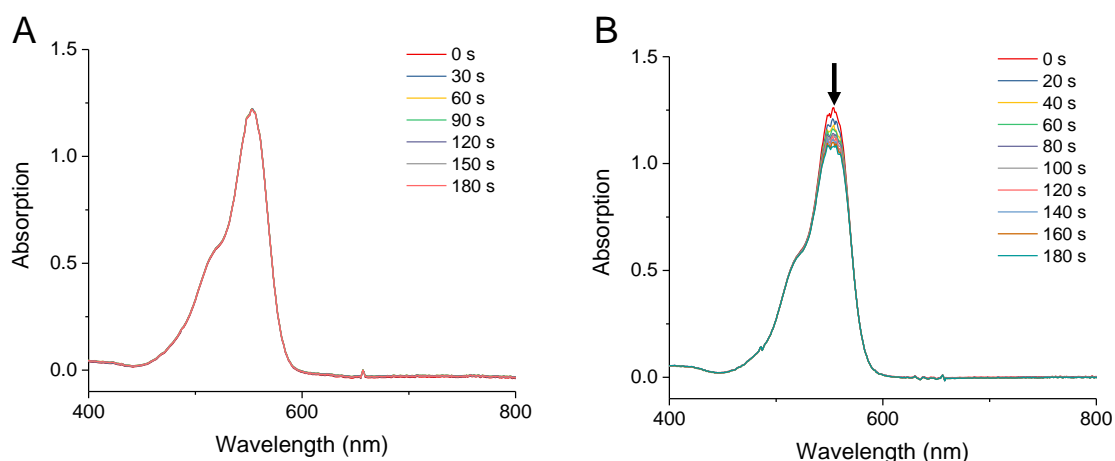 A
1.5
1.0
0.5
0.0
Absorption
400
600
800
Wavelength (nm)
0 s
30 s
60 s
90 s
120 s
150 s
180 s
B
1.5
1.0
0.5
0.0
Absorption
400
600
800
Wavelength (nm)
0 s
20 s
40 s
60 s
80 s
100 s
120 s
140 s
160 s
180 s